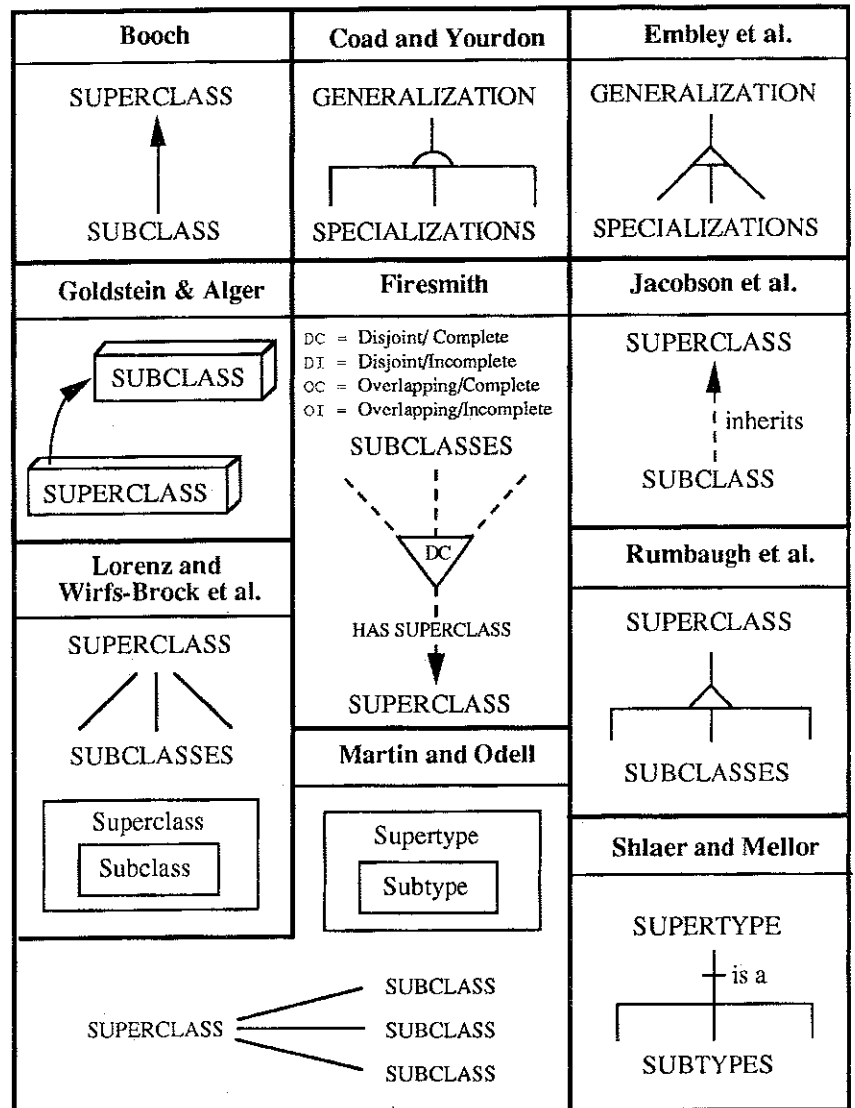 Booch
SUPERCLASS
SUBCLASS
Coad and Yourdon
GENERALIZATION
SPECIALIZATIONS
Embley et al.
GENERALIZATION
SPECIALIZATIONS
Goldstein & Alger
SUBCLASS
SUPERCLASS
Firesmith
DC = Disjoint/ Complete
DI = Disjoint/Incomplete
OC = Overlapping/Complete
OI = Overlapping/Incomplete
SUBCLASSES
DC
HAS SUPERCLASS
SUPERCLASS
Jacobson et al.
SUPERCLASS
inherits
SUBCLASS
Lorenz and
Wirfs-Brock et al.
SUPERCLASS
SUBCLASSES
Superclass
Subclass
Rumbaugh et al.
SUPERCLASS
SUBCLASSES
Martin and Odell
Supertype
Subtype
SUPERCLASS
SUBCLASS
SUBCLASS
SUBCLASS
Shlaer and Mellor
SUPERTYPE
is a
SUBTYPES